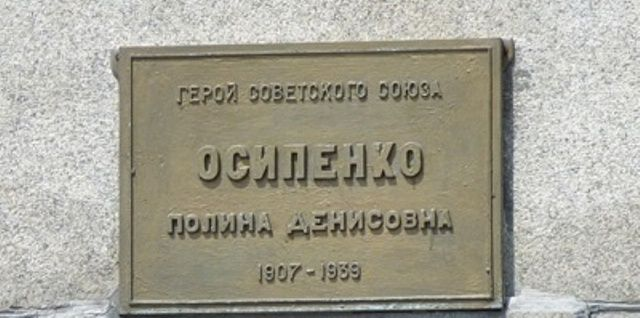 ГЕРОЙ СОВЕТСКОГО СОЮЗА
ОСИПЕНКО
ПОЛИНА ДЕНИСОВНА
1907-1939